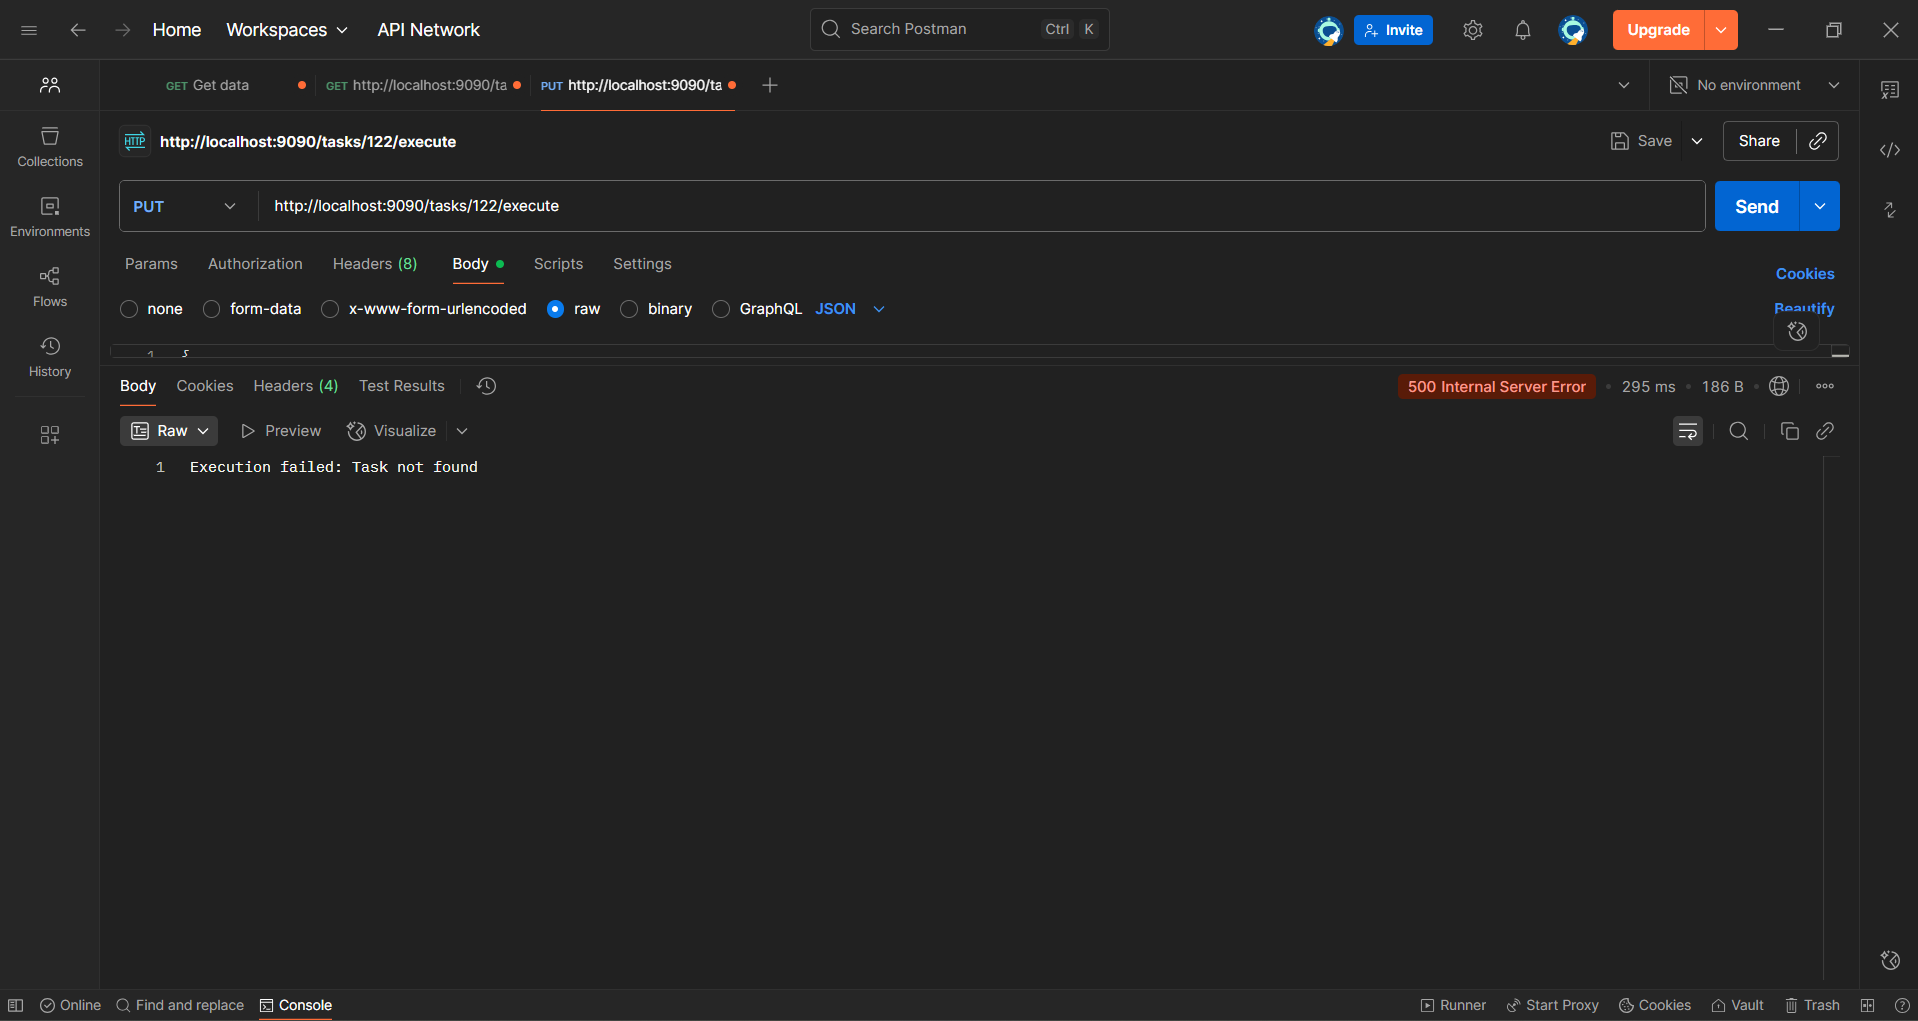 Home Workspaces API Network Search Postman Ctrl K Invite Upgrade
GET Get data GET http://localhost:9090/ta PUT http://localhost:9090/ta No environment
HTTP http://localhost:9090/tasks/122/execute Save Share
Collections
PUT http://localhost:9090/tasks/122/execute Send
Environments
Params Authorization Headers (8) Body Scripts Settings Cookies
Flows
none form-data x-www-form-urlencoded raw binary GraphQL JSON Beautify
1 {
History
Body Cookies Headers (4) Test Results 500 Internal Server Error 295 ms 186 B
Raw Preview Visualize
1 Execution failed: Task not found
Online Find and replace Console Runner Start Proxy Cookies Vault Trash